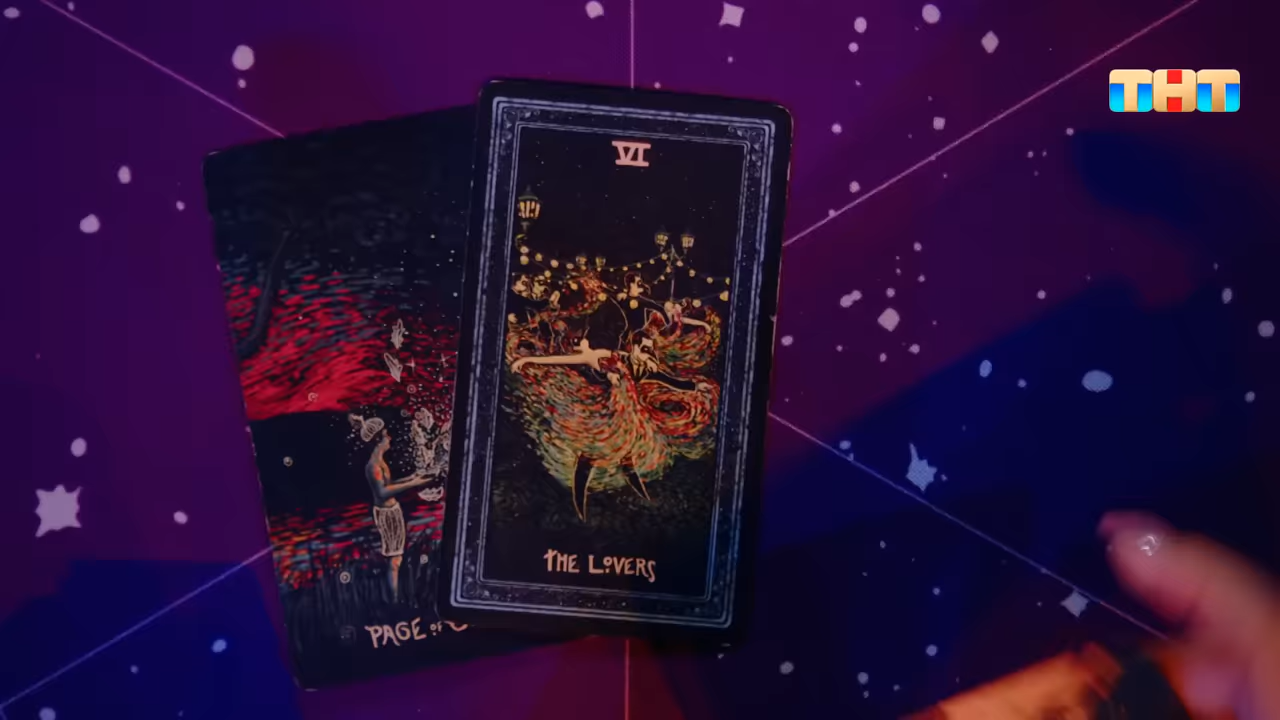 ТНТ
VI
THE LOVERS
PAGE OF